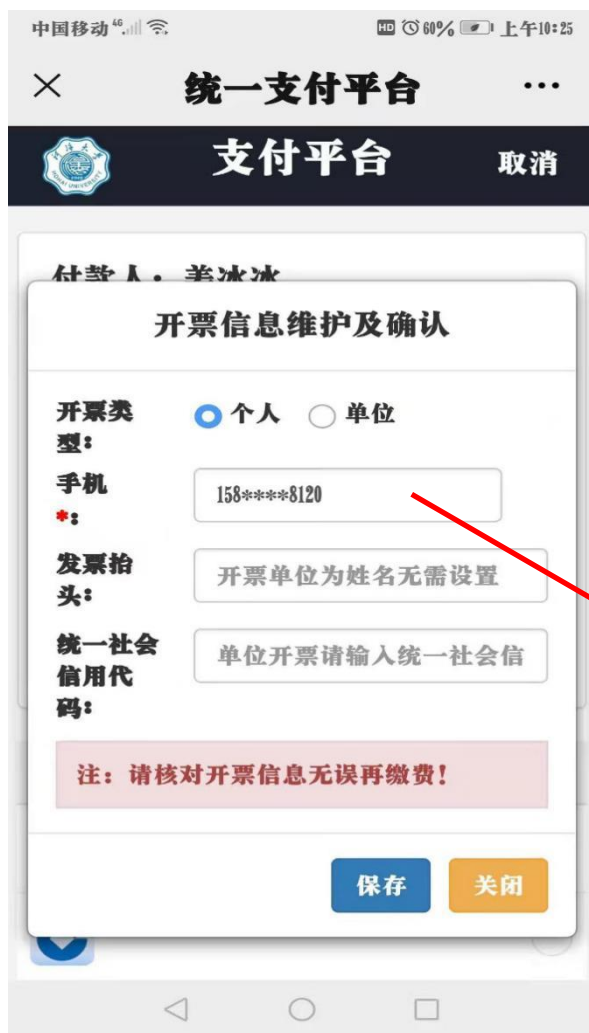 中国移动 46 HD 60% 上午10:25
统一支付平台 ...
支付平台 取消
付款人：姜冰冰
开票信息维护及确认
开票类型： 个人 单位
手机*： 158****8120
发票抬头： 开票单位为姓名无需设置
统一社会信用代码： 单位开票请输入统一社会信
注：请核对开票信息无误再缴费！
保存 关闭